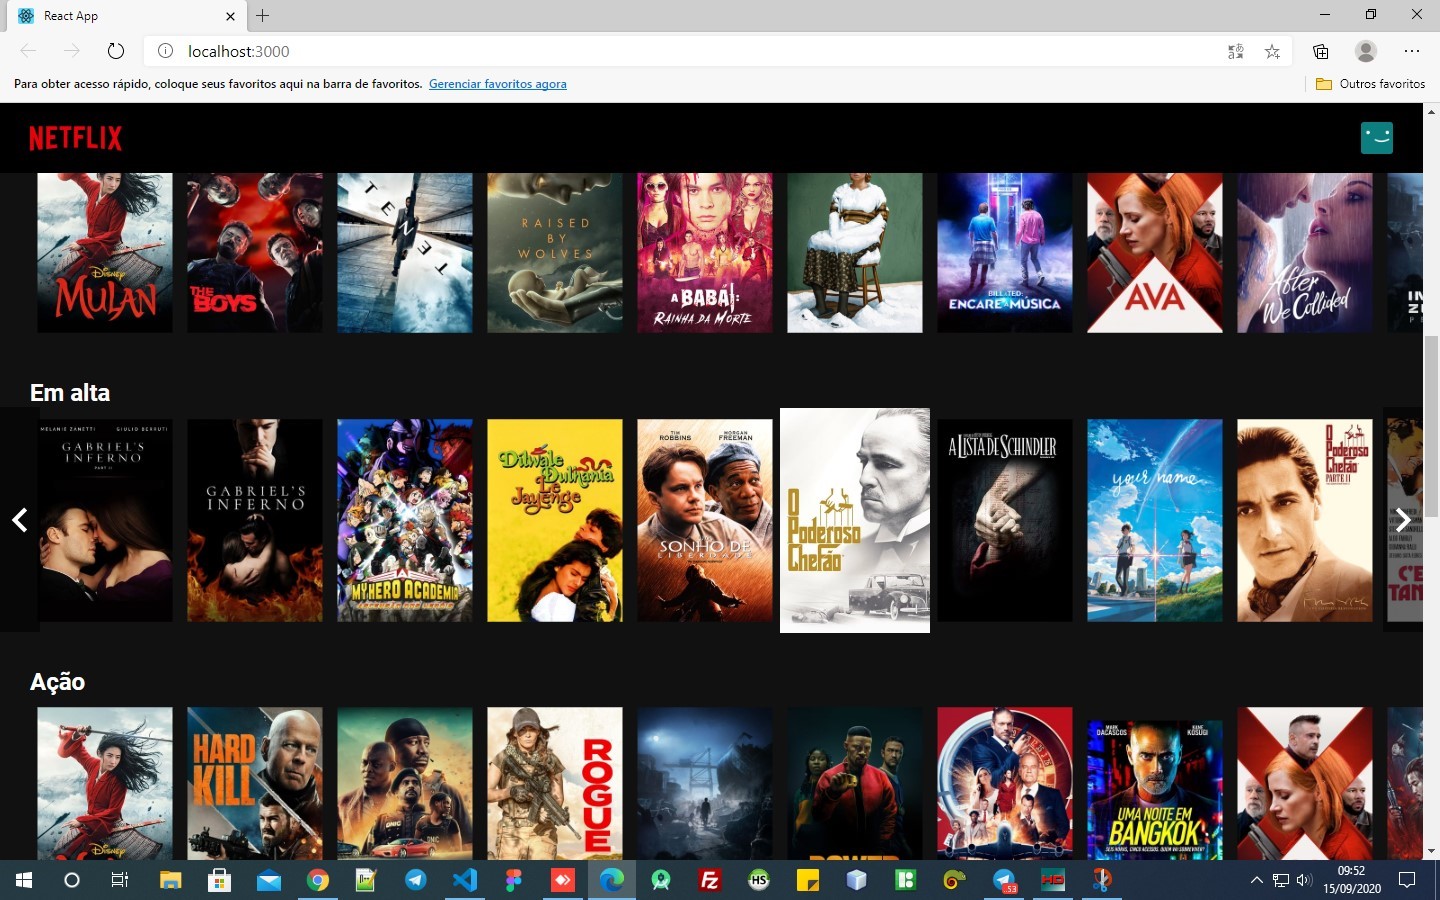 React App
localhost:3000
Para obter acesso rápido, coloque seus favoritos aqui na barra de favoritos. Gerenciar favoritos agora
Outros favoritos
NETFLIX
Disney
MULAN
THE
BOYS
TENET
RAISED
BY
WOLVES
A BABÁ:
RAINHA DA MORTE
BILL & TED:
ENCARE A MÚSICA
AVA
After
We Collided
Em alta
MELANIE ZANETTI GIULIO BERRUTI
GABRIEL'S
INFERNO
PART II
GABRIEL'S
INFERNO
MY HERO ACADEMIA
Dilwale
Dulhania
Le
Jayenge
TIM
ROBBINS
MORGAN
FREEMAN
SONHO DE
LIBERDADE
O
Poderoso
Chefão
A LISTA DE SCHINDLER
your name.
O
Poderoso
Chefão
PARTE II
Ação
Disney
HARD
KILL
ROGUE
POWER
MARK
DACASCOS
KANE
KOSUGI
UMA NOITE EM
BANGKOK
09:52
15/09/2020